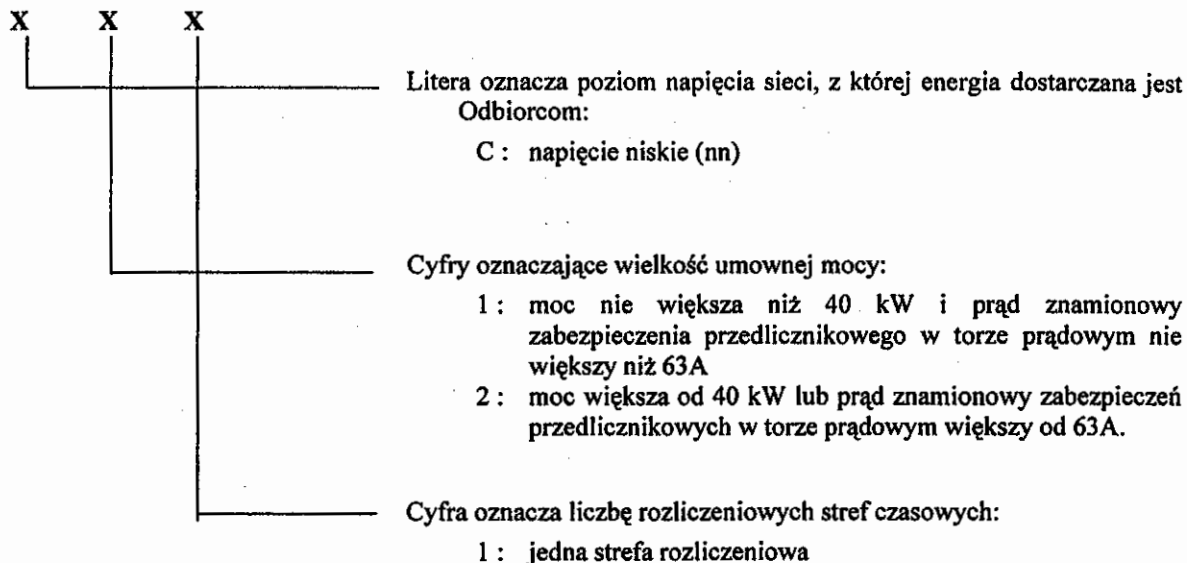 X X X
Litera oznacza poziom napięcia sieci, z której energia dostarczana jest
Odbiorcom:
C : napięcie niskie (nn)
Cyfry oznaczające wielkość umownej mocy:
1 : moc nie większa niż 40 kW i prąd znamionowy
zabezpieczenia przedlicznikowego w torze prądowym nie
większy niż 63A
2 : moc większa od 40 kW lub prąd znamionowy zabezpieczeń
przedlicznikowych w torze prądowym większy od 63A.
Cyfra oznacza liczbę rozliczeniowych stref czasowych:
1 : jedna strefa rozliczeniowa